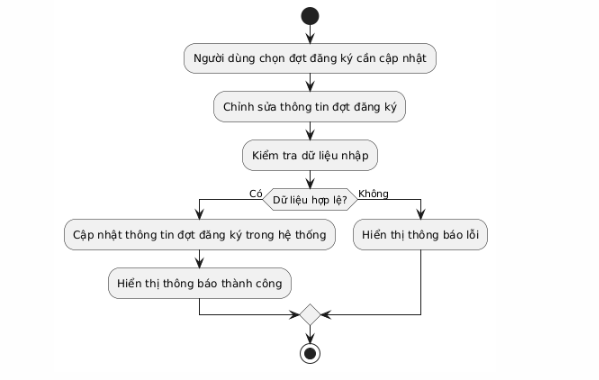 Người dùng chọn đợt đăng ký cần cập nhật
Chỉnh sửa thông tin đợt đăng ký
Kiểm tra dữ liệu nhập
Có
Dữ liệu hợp lệ?
Không
Cập nhật thông tin đợt đăng ký trong hệ thống
Hiển thị thông báo lỗi
Hiển thị thông báo thành công